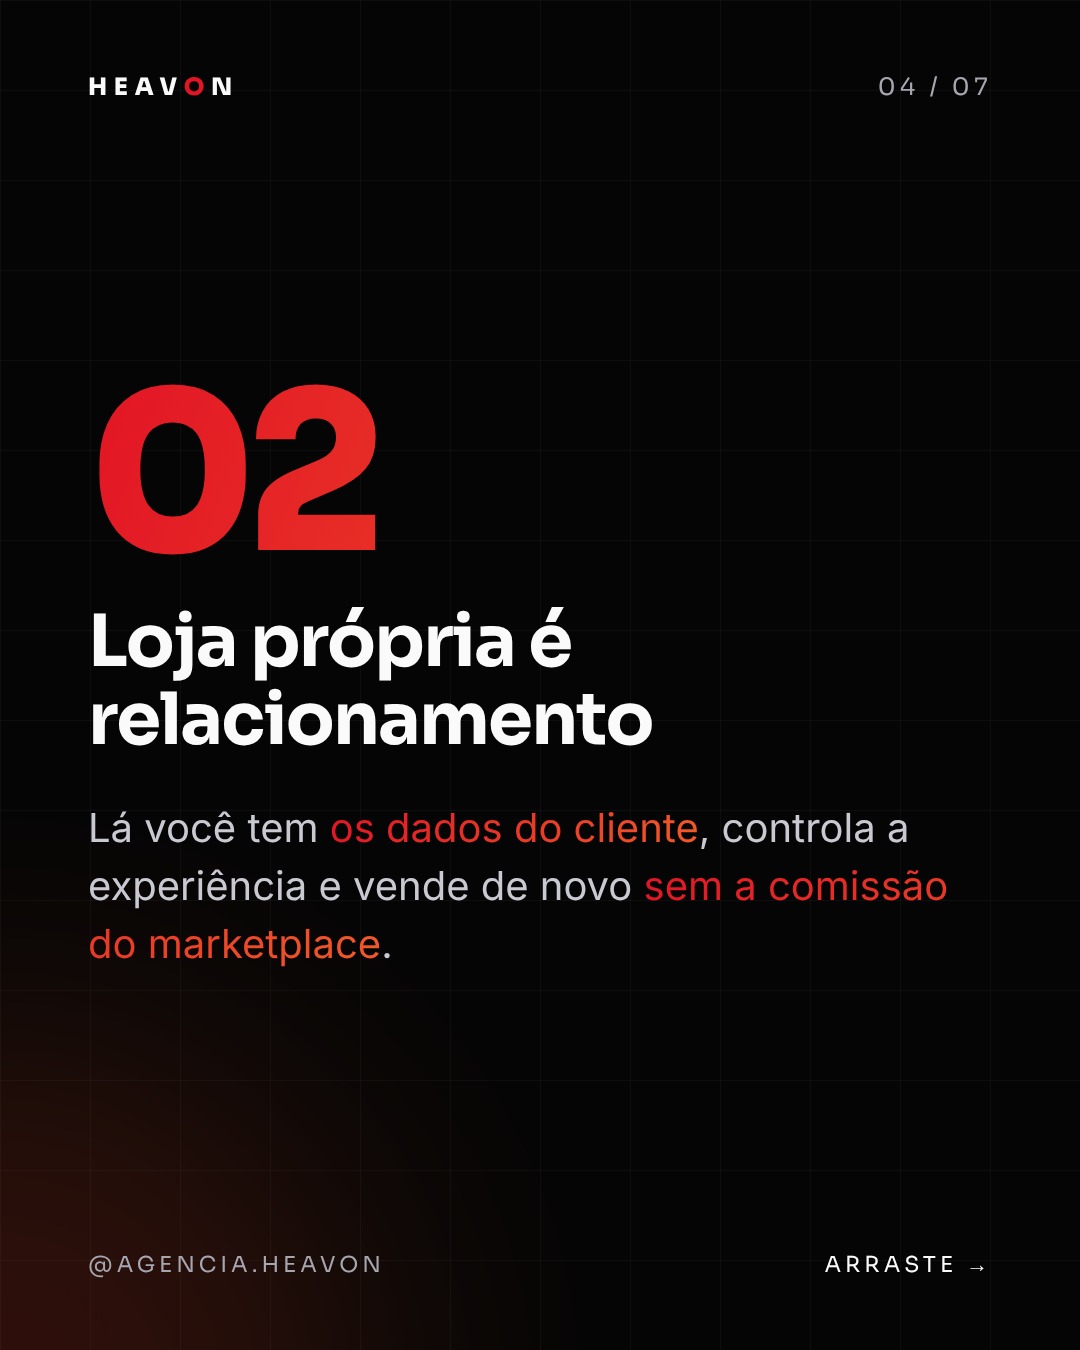 HEAVON
04 / 07
02
Loja própria é
relacionamento
Lá você tem os dados do cliente, controla a
experiência e vende de novo sem a comissão
do marketplace.
@AGENCIA.HEAVON
ARRASTE →